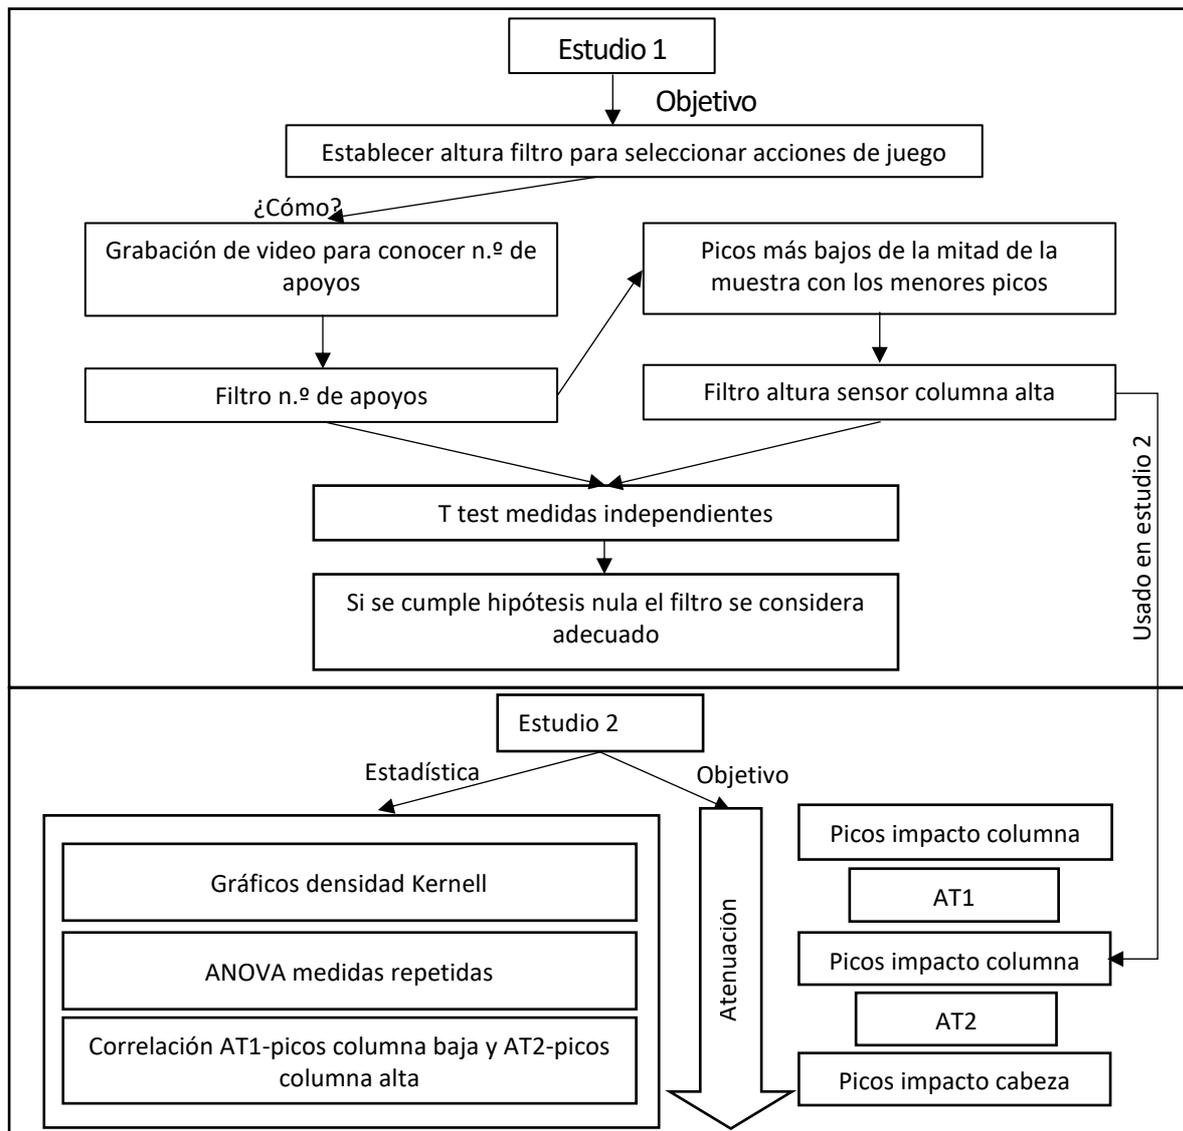 Estudio 1
Objetivo
Establecer altura filtro para seleccionar acciones de juego
¿Cómo?
Grabación de video para conocer n.º de
apoyos
Picos más bajos de la mitad de la
muestra con los menores picos
Filtro n.º de apoyos
Filtro altura sensor columna alta
T test medidas independientes
Si se cumple hipótesis nula el filtro se considera
adecuado
Usado en estudio 2
Estudio 2
Estadística
Objetivo
Gráficos densidad Kernell
ANOVA medidas repetidas
Correlación AT1-picos columna baja y AT2-picos
columna alta
Atenuación
Picos impacto columna
AT1
Picos impacto columna
AT2
Picos impacto cabeza